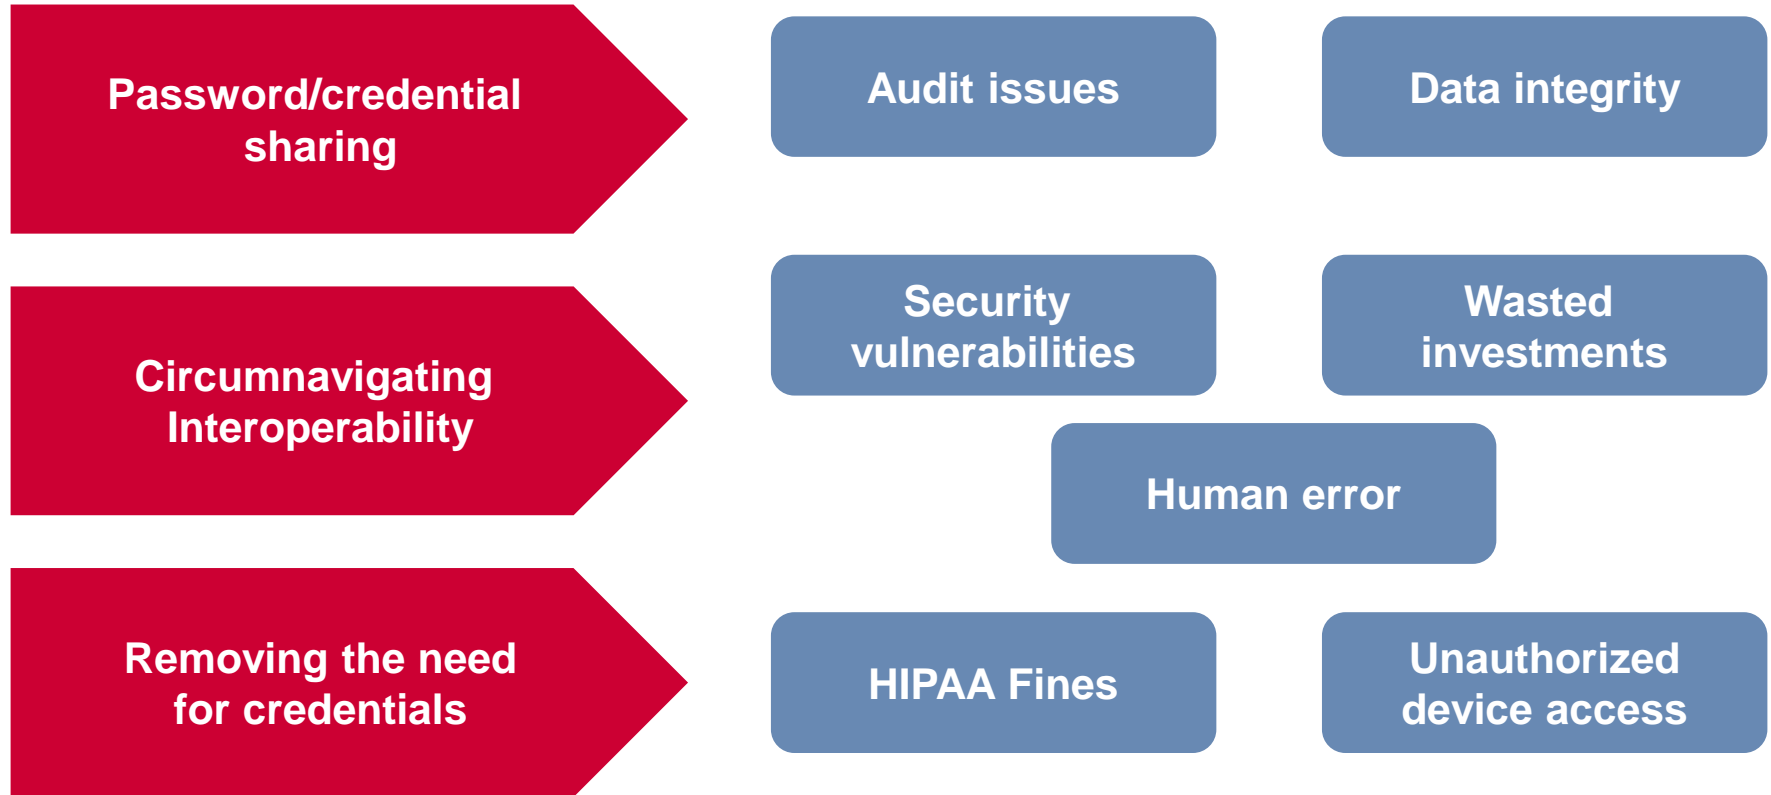 Password/credential
sharing
Audit issues
Data integrity
Circumnavigating
Interoperability
Security
vulnerabilities
Wasted
investments
Human error
Removing the need
for credentials
HIPAA Fines
Unauthorized
device access